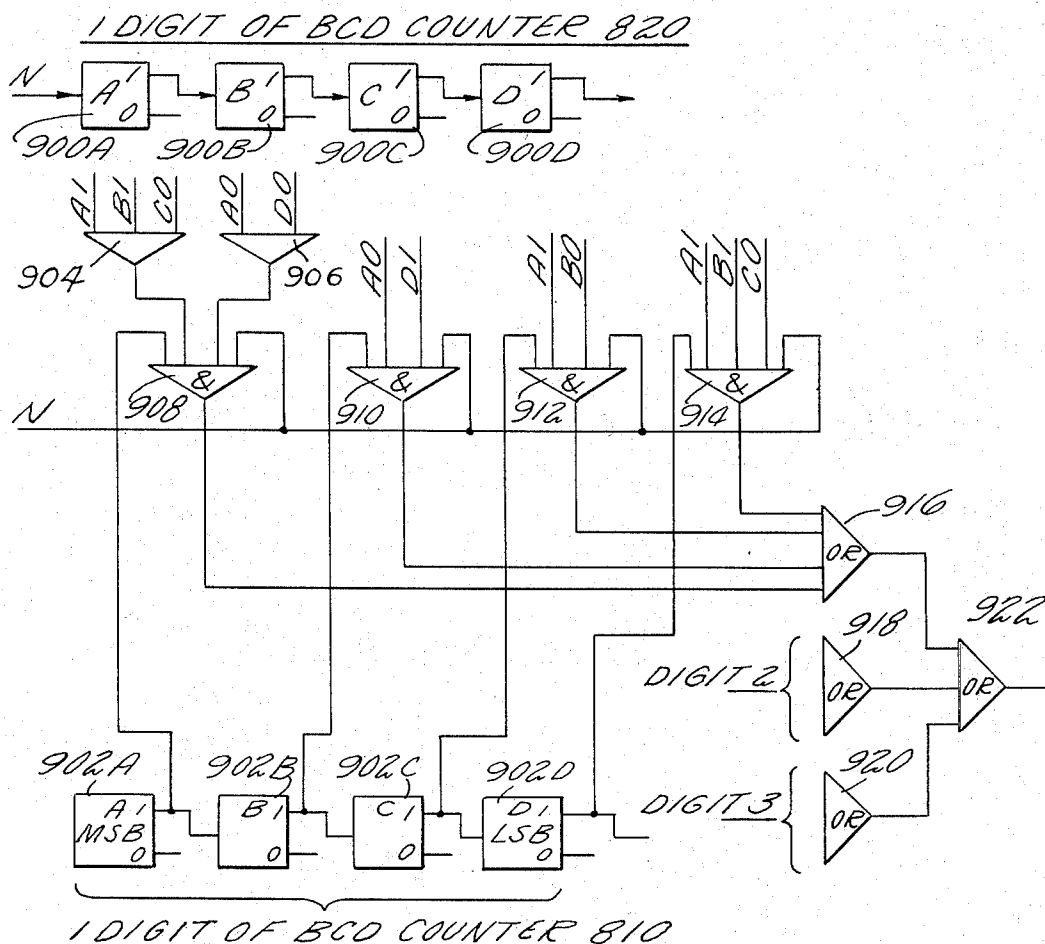 1 DIGIT OF BCD COUNTER 820
N A 1 0 B 1 0 C 1 0 D 1 0
900A 900B 900C 900D
A1 B1 C0 A0 D0
904 906 A0 D1 A1 B0 A1 B1 C0
& & & &
908 910 912 914
N
916
OR
918 922
DIGIT 2 OR OR
902A 902B 902C 902D 920
A 1 MSB 0 B 1 0 C 1 0 D 1 LSB 0
DIGIT 3 OR
1 DIGIT OF BCD COUNTER 810